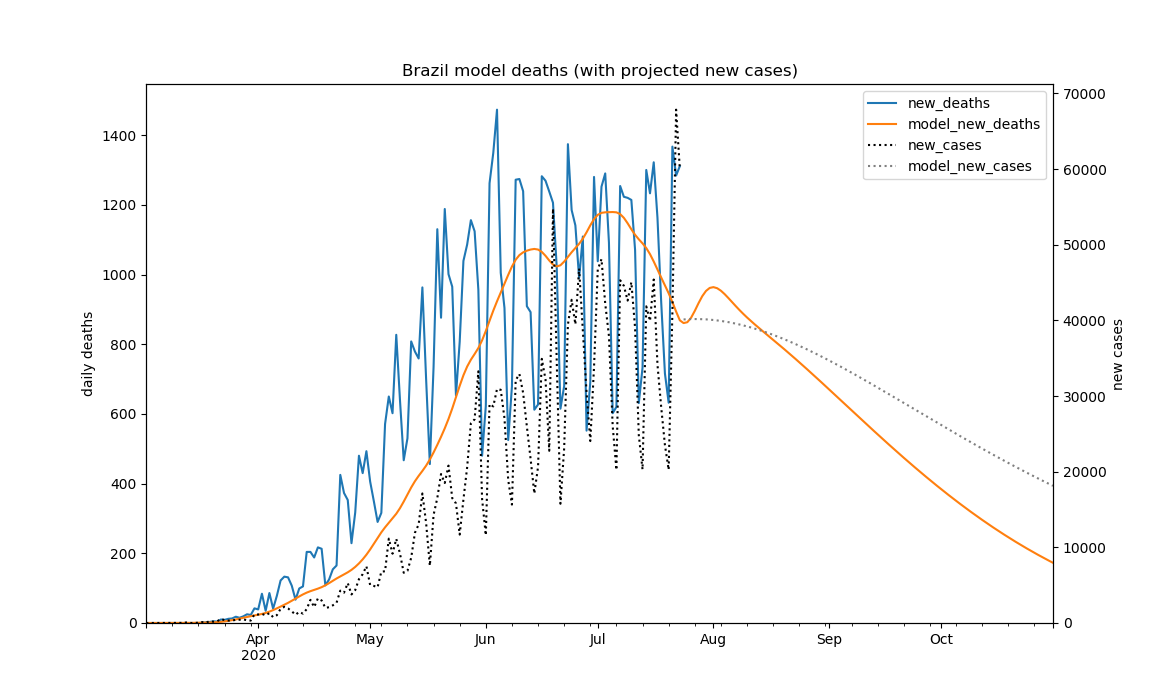 Brazil model deaths (with projected new cases)
new_deaths
model_new_deaths
new_cases
model_new_cases
daily deaths
1400
1200
1000
800
600
400
200
0
70000
60000
50000
40000
30000
20000
10000
0
new cases
Apr
2020
May
Jun
Jul
Aug
Sep
Oct